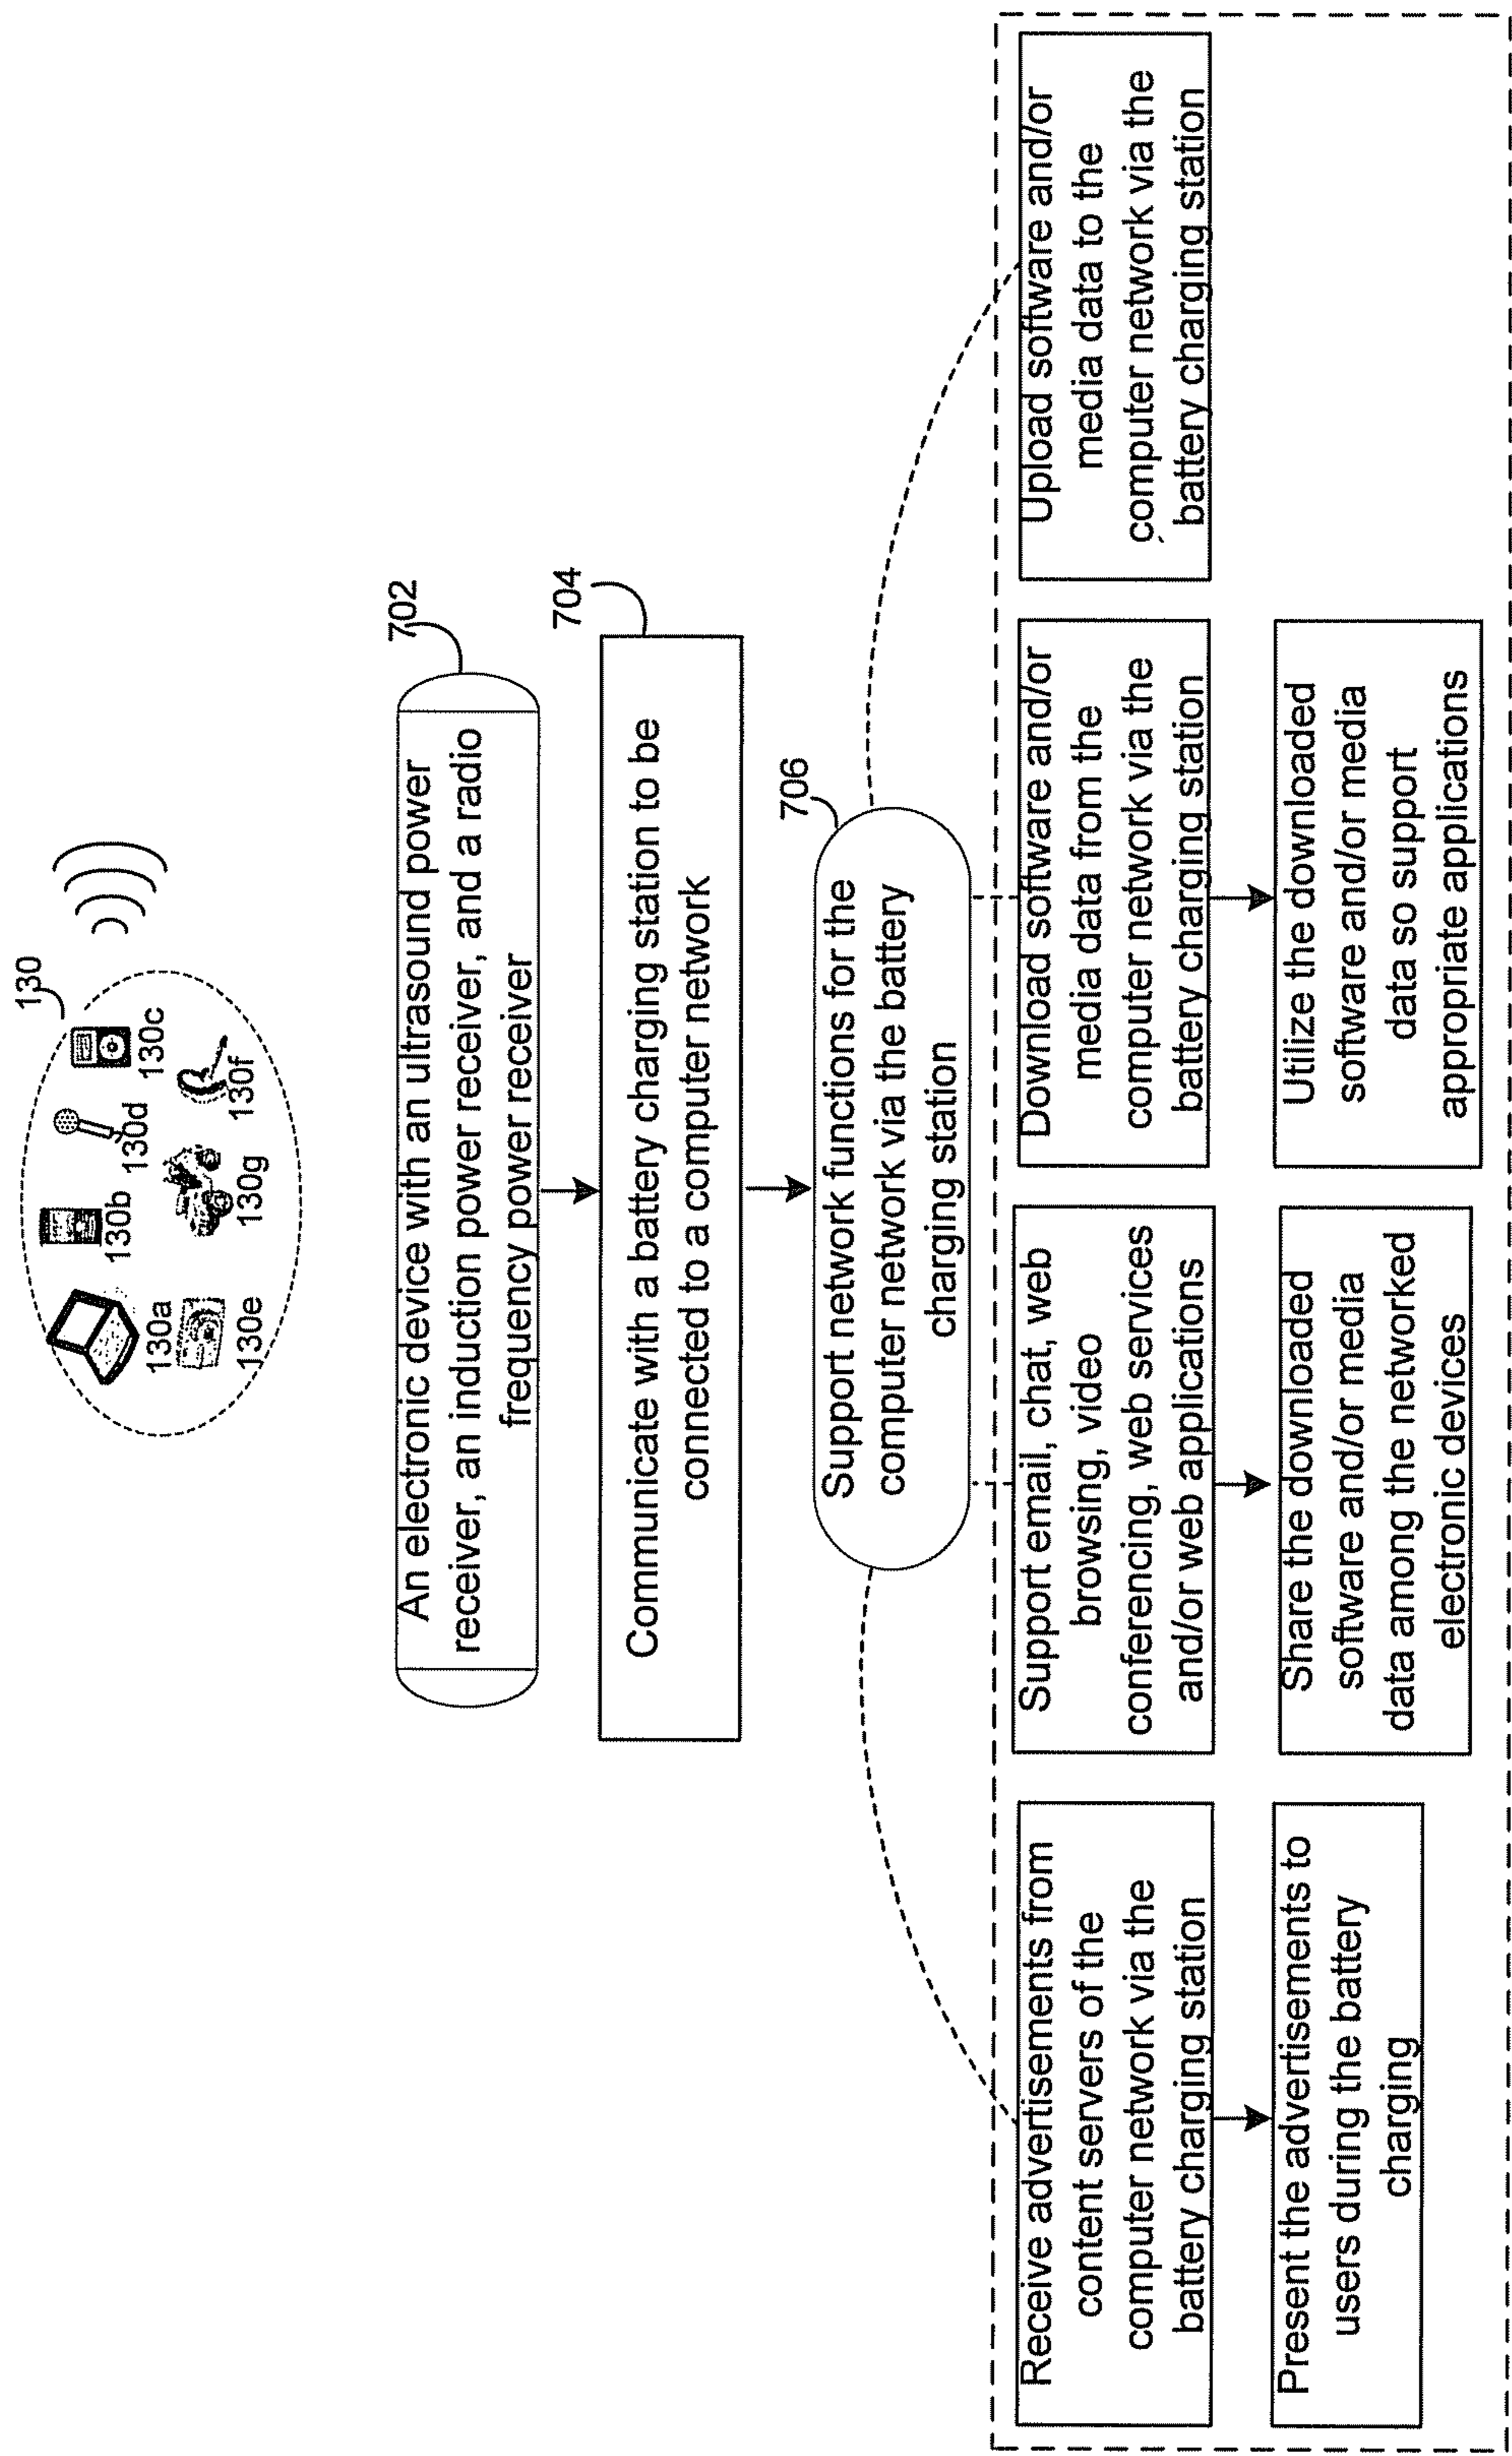 130
130a
130b
130d
130c
130e
130g
130f
702
An electronic device with an ultrasound power
receiver, an induction power receiver, and a radio
frequency power receiver
704
Communicate with a battery charging station to be
connected to a computer network
706
Support network functions for the
computer network via the battery
charging station
Receive advertisements from
content servers of the
computer network via the
battery charging station
Present the advertisements to
users during the battery
charging
Support email, chat, web
browsing, video
conferencing, web services
and/or web applications
Share the downloaded
software and/or media
data among the networked
electronic devices
Download software and/or
media data from the
computer network via the
battery charging station
Utilize the downloaded
software and/or media
data so support
appropriate applications
Upload software and/or
media data to the
computer network via the
battery charging station